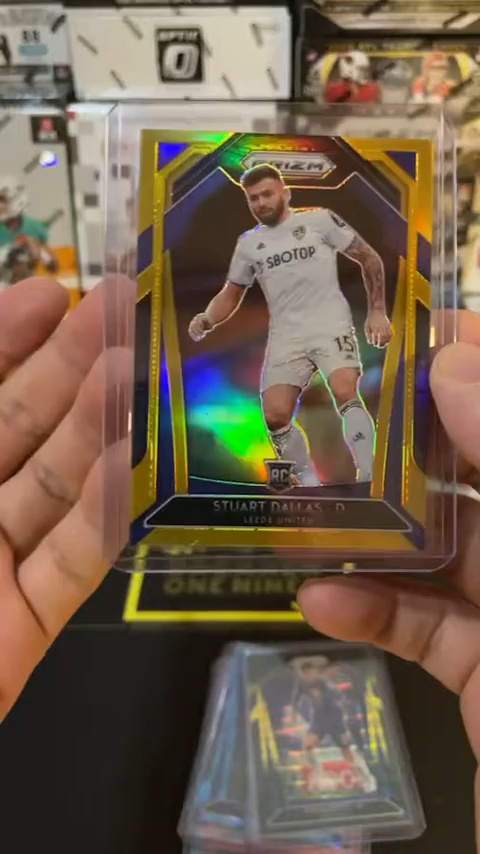 OPTIC
PRIZM
SBOTOP
15
RC
STUART DALLAS - D
LEEDS UNITED
ONE NINE